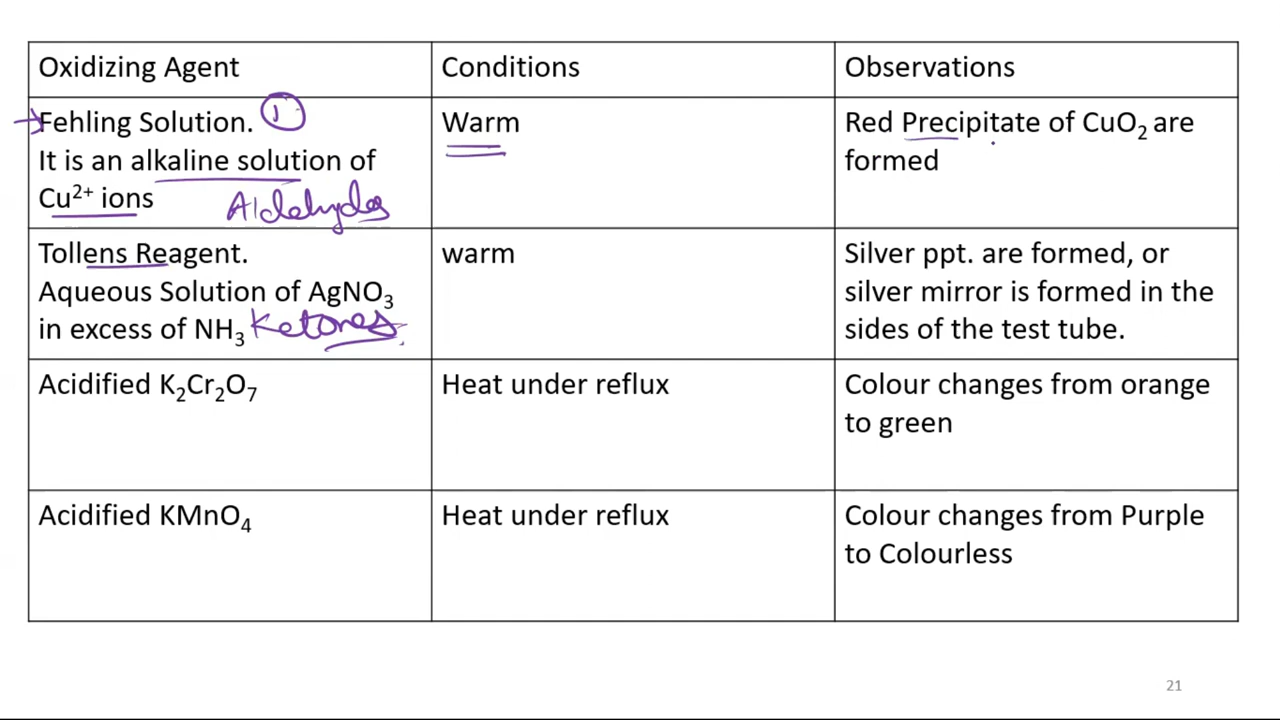 Oxidizing Agent
Conditions
Observations
Fehling Solution. 1
It is an alkaline solution of
Cu²⁺ ions Aldehydes
Warm
Red Precipitate of CuO₂ are
formed
Tollens Reagent.
Aqueous Solution of AgNO₃
in excess of NH₃ Ketones
warm
Silver ppt. are formed, or
silver mirror is formed in the
sides of the test tube.
Acidified K₂Cr₂O₇
Heat under reflux
Colour changes from orange
to green
Acidified KMnO₄
Heat under reflux
Colour changes from Purple
to Colourless
21